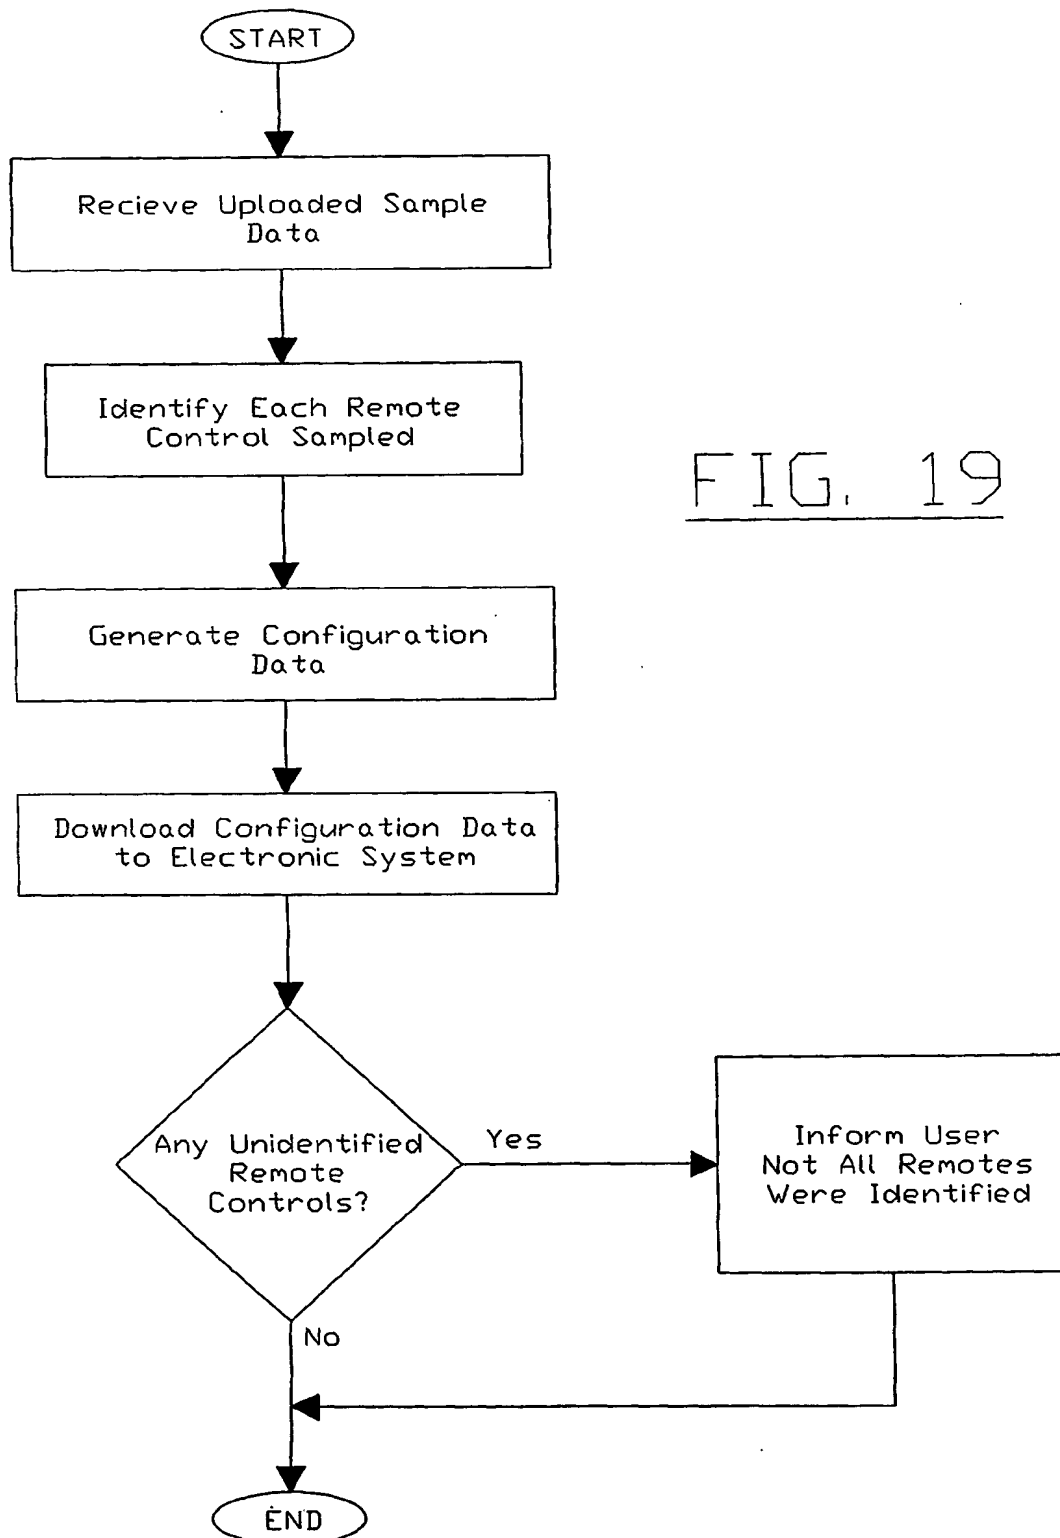 START
Recieve Uploaded Sample
Data
Identify Each Remote
Control Sampled
FIG. 19
Generate Configuration
Data
Download Configuration Data
to Electronic System
Any Unidentified
Remote
Controls?
Yes
Inform User
Not All Remotes
Were Identified
No
END